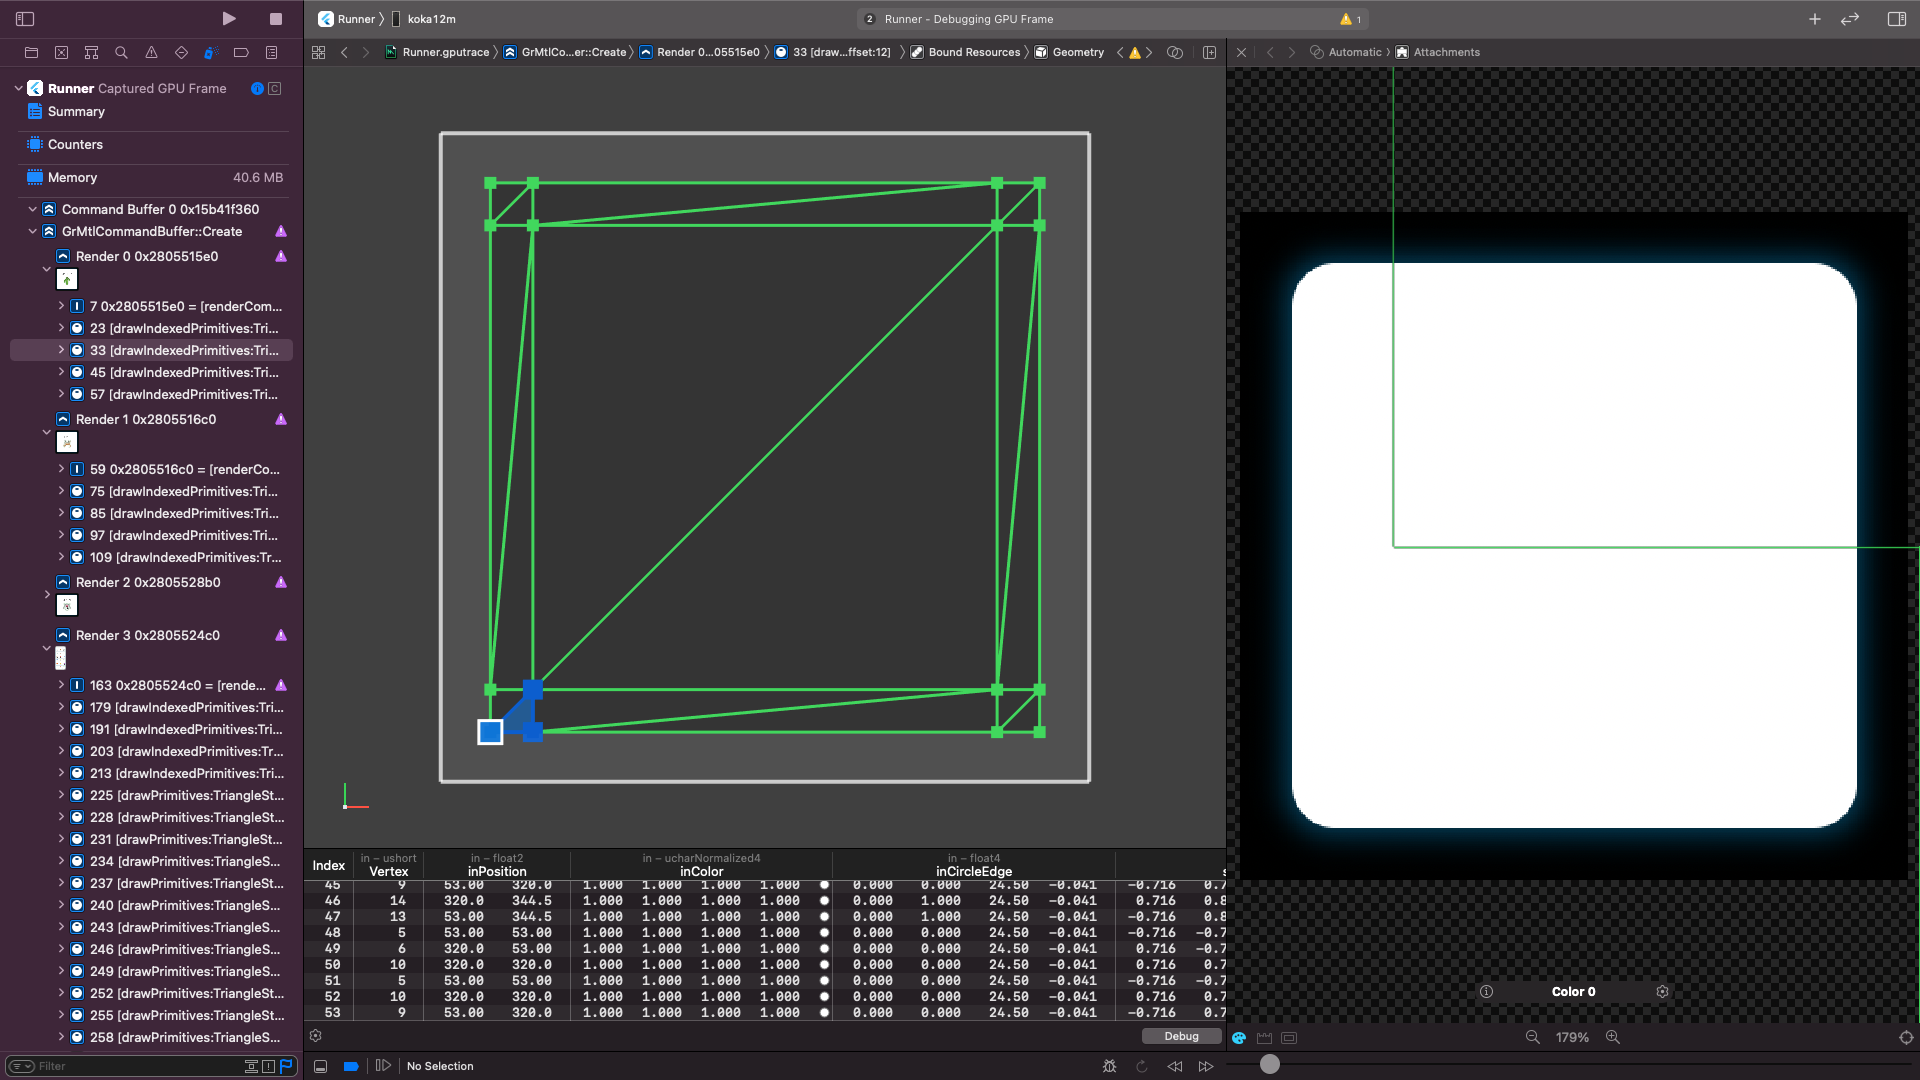 Runner
koka12m
2 Runner - Debugging GPU Frame
1
Runner.gputrace
GrMtlCo...er::Create
Render 0...05515e0
33 [draw...ffset:12]
Bound Resources
Geometry
Automatic
Attachments
Runner Captured GPU Frame
C
Summary
Counters
Memory 40.6 MB
Command Buffer 0 0x15b41f360
GrMtlCommandBuffer::Create
Render 0 0x2805515e0
7 0x2805515e0 = [renderCom...
23 [drawIndexedPrimitives:Tri...
33 [drawIndexedPrimitives:Tri...
45 [drawIndexedPrimitives:Tri...
57 [drawIndexedPrimitives:Tri...
Render 1 0x2805516c0
59 0x2805516c0 = [renderCo...
75 [drawIndexedPrimitives:Tri...
85 [drawIndexedPrimitives:Tri...
97 [drawIndexedPrimitives:Tri...
109 [drawIndexedPrimitives:Tr...
Render 2 0x2805528b0
Render 3 0x2805524c0
163 0x2805524c0 = [rende...
179 [drawIndexedPrimitives:Tri...
191 [drawIndexedPrimitives:Tri...
203 [drawIndexedPrimitives:Tr...
213 [drawIndexedPrimitives:Tri...
225 [drawPrimitives:TriangleSt...
228 [drawPrimitives:TriangleSt...
231 [drawPrimitives:TriangleSt...
234 [drawPrimitives:TriangleS...
237 [drawPrimitives:TriangleSt...
240 [drawPrimitives:TriangleS...
243 [drawPrimitives:TriangleS...
246 [drawPrimitives:TriangleS...
249 [drawPrimitives:TriangleS...
252 [drawPrimitives:TriangleSt...
255 [drawPrimitives:TriangleSt...
258 [drawPrimitives:TriangleS...
Filter
Index
in – ushort
Vertex
in – float2
inPosition
in – ucharNormalized4
inColor
in – float4
inCircleEdge
s
45 9 53.00 320.0 1.000 1.000 1.000 1.000 0.000 0.000 24.50 −0.041 −0.716 0.7
46 14 320.0 344.5 1.000 1.000 1.000 1.000 0.000 1.000 24.50 −0.041 0.716 0.8
47 13 53.00 344.5 1.000 1.000 1.000 1.000 0.000 1.000 24.50 −0.041 −0.716 0.8
48 5 53.00 53.00 1.000 1.000 1.000 1.000 0.000 0.000 24.50 −0.041 −0.716 −0.7
49 6 320.0 53.00 1.000 1.000 1.000 1.000 0.000 0.000 24.50 −0.041 0.716 −0.7
50 10 320.0 320.0 1.000 1.000 1.000 1.000 0.000 0.000 24.50 −0.041 0.716 0.7
51 5 53.00 53.00 1.000 1.000 1.000 1.000 0.000 0.000 24.50 −0.041 −0.716 −0.7
52 10 320.0 320.0 1.000 1.000 1.000 1.000 0.000 0.000 24.50 −0.041 0.716 0.7
53 9 53.00 320.0 1.000 1.000 1.000 1.000 0.000 0.000 24.50 −0.041 −0.716 0.7
Debug
No Selection
Color 0
179%